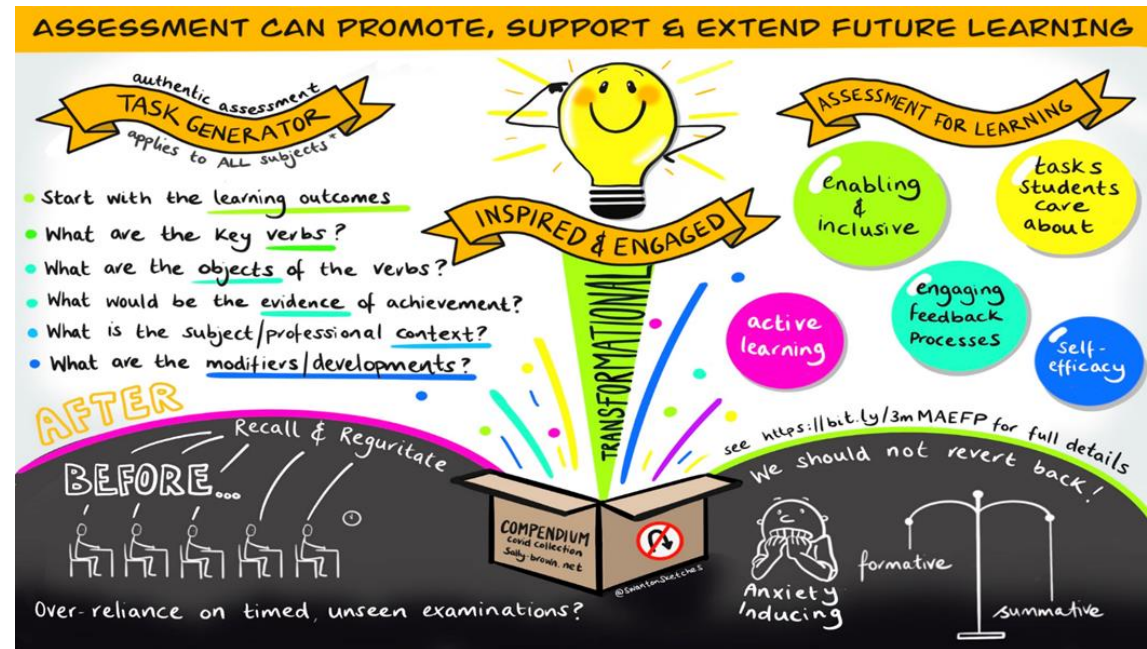 ASSESSMENT CAN PROMOTE, SUPPORT & EXTEND FUTURE LEARNING
authentic assessment
TASK GENERATOR
applies to ALL subjects*
Start with the learning outcomes
What are the key verbs?
What are the objects of the verbs?
What would be the evidence of achievement?
What is the subject/professional context?
What are the modifiers/developments?
INSPIRED & ENGAGED
TRANSFORMATIONAL
ASSESSMENT FOR LEARNING
enabling
&
inclusive
tasks
students
care
about
active
learning
engaging
feedback
processes
self-
efficacy
AFTER
BEFORE...
Recall & Reguritate
Over-reliance on timed, unseen examinations?
COMPENDIUM
covid collection
sally-brown.net
@swantonsketches
see https://bit.ly/3mMAEFP for full details
We should not revert back!
Anxiety
Inducing
formative
summative